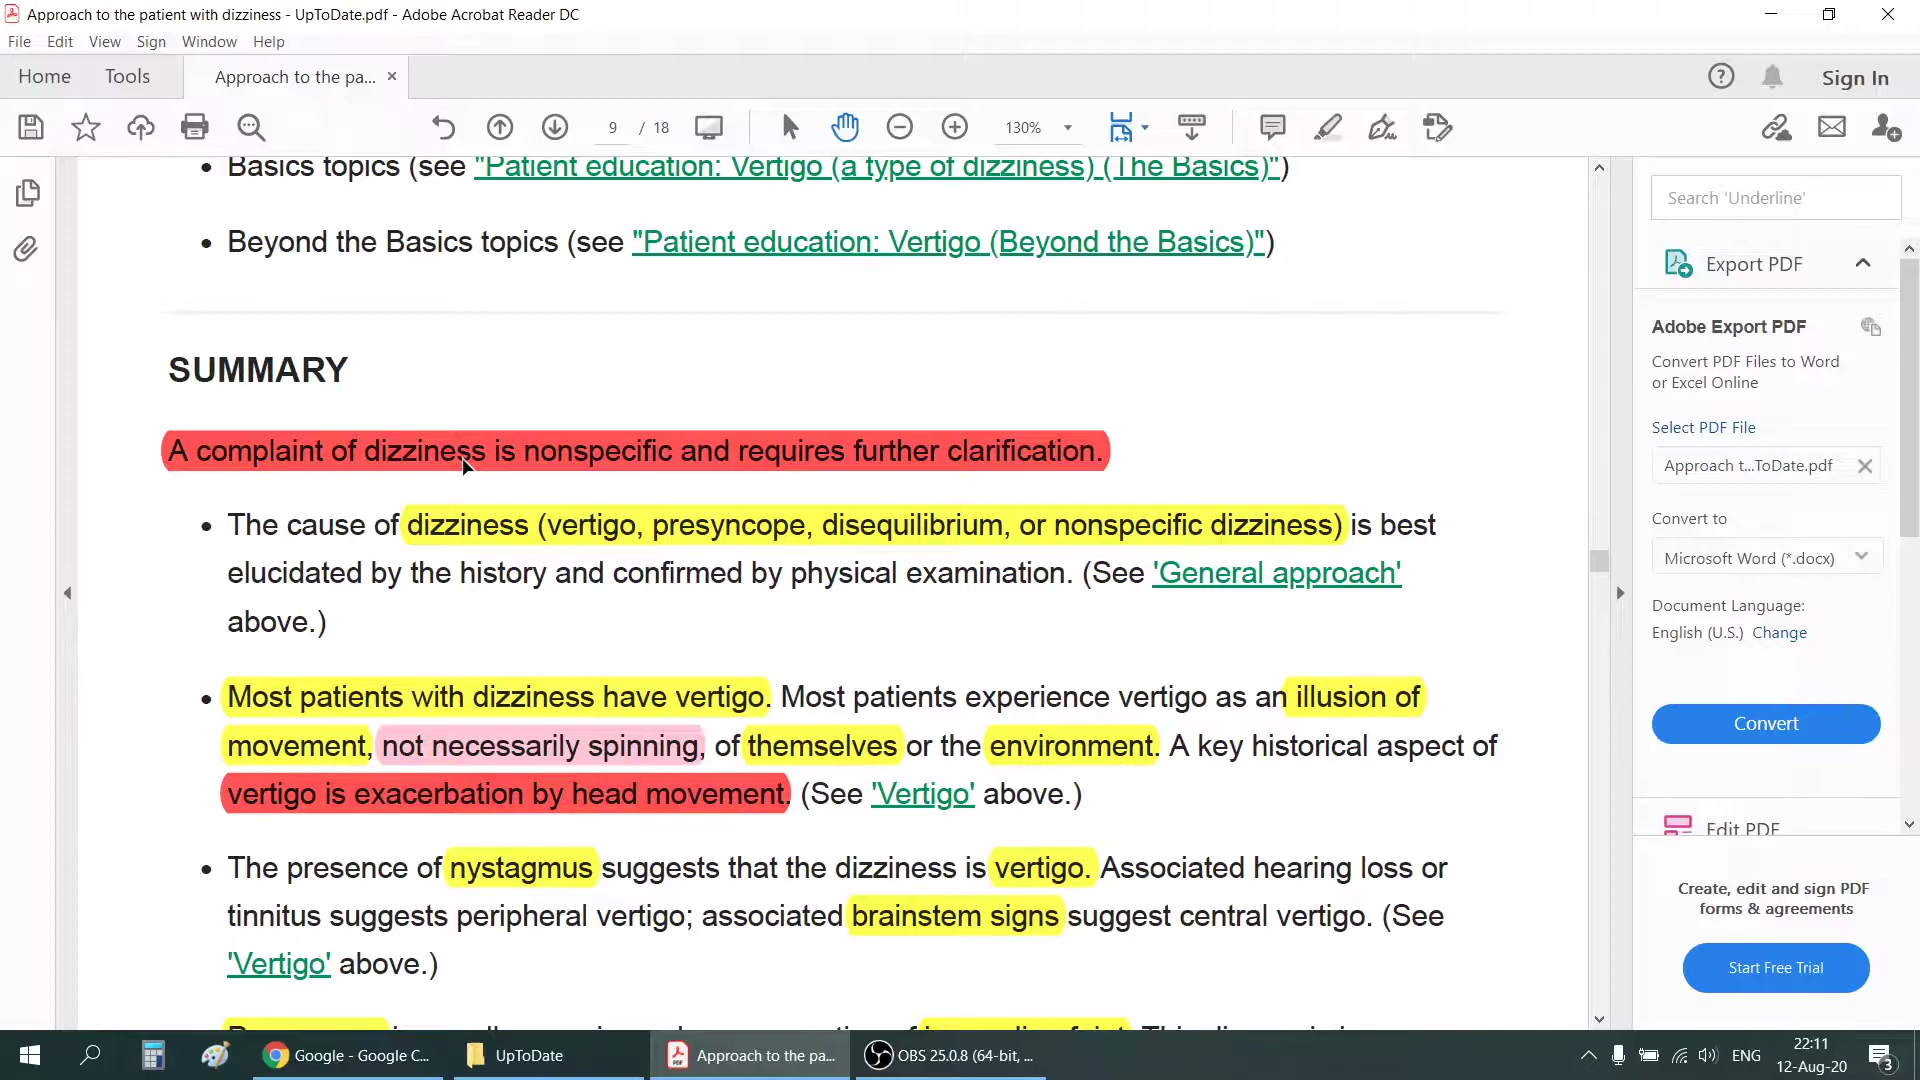 Approach to the patient with dizziness - UpToDate.pdf - Adobe Acrobat Reader DC
File Edit View Sign Window Help
Home Tools Approach to the pa... × Sign In
9 / 18 130%
• Basics topics (see "Patient education: Vertigo (a type of dizziness) (The Basics)")
• Beyond the Basics topics (see "Patient education: Vertigo (Beyond the Basics)")
SUMMARY
A complaint of dizziness is nonspecific and requires further clarification.
• The cause of dizziness (vertigo, presyncope, disequilibrium, or nonspecific dizziness) is best
elucidated by the history and confirmed by physical examination. (See 'General approach'
above.)
• Most patients with dizziness have vertigo. Most patients experience vertigo as an illusion of
movement, not necessarily spinning, of themselves or the environment. A key historical aspect of
vertigo is exacerbation by head movement. (See 'Vertigo' above.)
• The presence of nystagmus suggests that the dizziness is vertigo. Associated hearing loss or
tinnitus suggests peripheral vertigo; associated brainstem signs suggest central vertigo. (See
'Vertigo' above.)
Search 'Underline'
Export PDF
Adobe Export PDF
Convert PDF Files to Word
or Excel Online
Select PDF File
Approach t...ToDate.pdf
Convert to
Microsoft Word (*.docx)
Document Language:
English (U.S.) Change
Convert
Edit PDF
Create, edit and sign PDF
forms & agreements
Start Free Trial
Google - Google C... UpToDate Approach to the pa... OBS 25.0.8 (64-bit, ... ENG
22:11
12-Aug-20
3